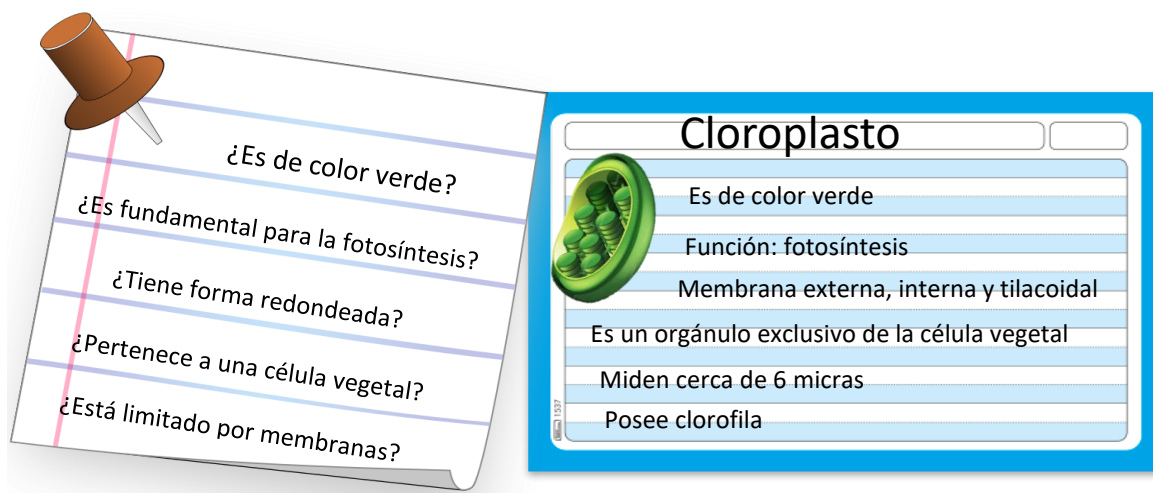 ¿Es de color verde?
¿Es fundamental para la fotosíntesis?
¿Tiene forma redondeada?
¿Pertenece a una célula vegetal?
¿Está limitado por membranas?
Cloroplasto
Es de color verde
Función: fotosíntesis
Membrana externa, interna y tilacoidal
Es un orgánulo exclusivo de la célula vegetal
Miden cerca de 6 micras
Posee clorofila
1537